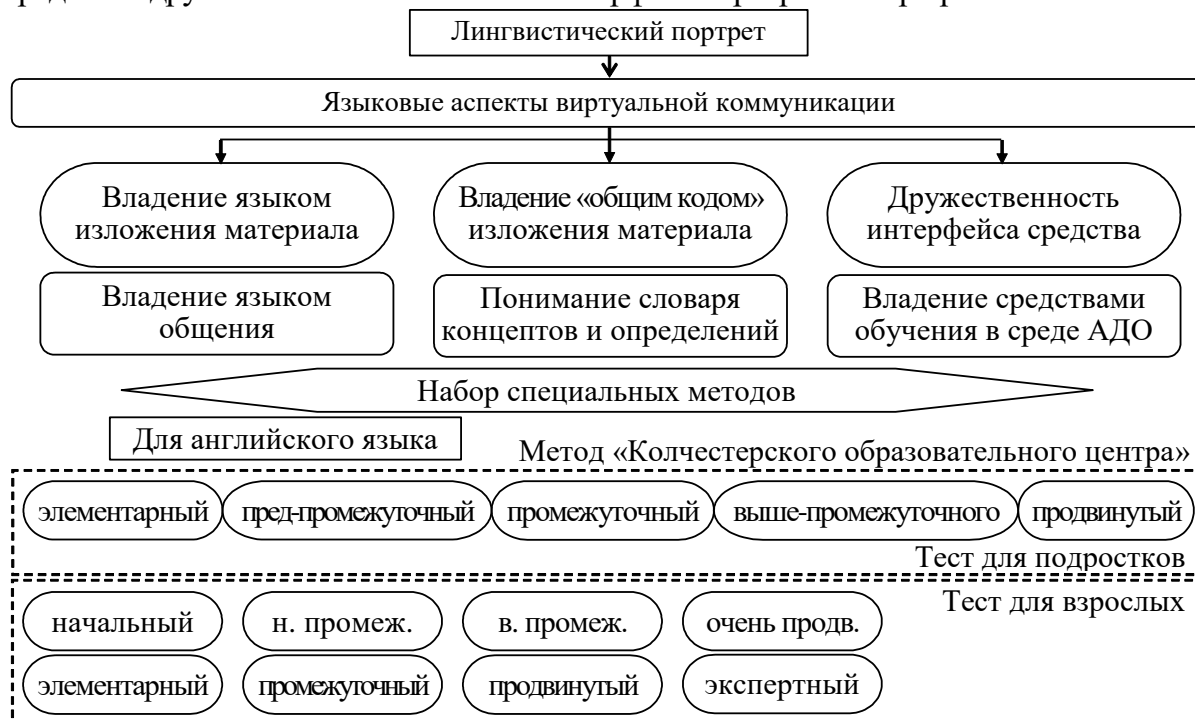 Лингвистический портрет
Языковые аспекты виртуальной коммуникации
Владение языком
изложения материала
Владение «общим кодом»
изложения материала
Дружественность
интерфейса средства
Владение языком
общения
Понимание словаря
концептов и определений
Владение средствами
обучения в среде АДО
Набор специальных методов
Для английского языка
Метод «Колчестерского образовательного центра»
элементарный
пред-промежуточный
промежуточный
выше-промежуточного
продвинутый
Тест для подростков
Тест для взрослых
начальный
н. промеж.
в. промеж.
очень продв.
элементарный
промежуточный
продвинутый
экспертный